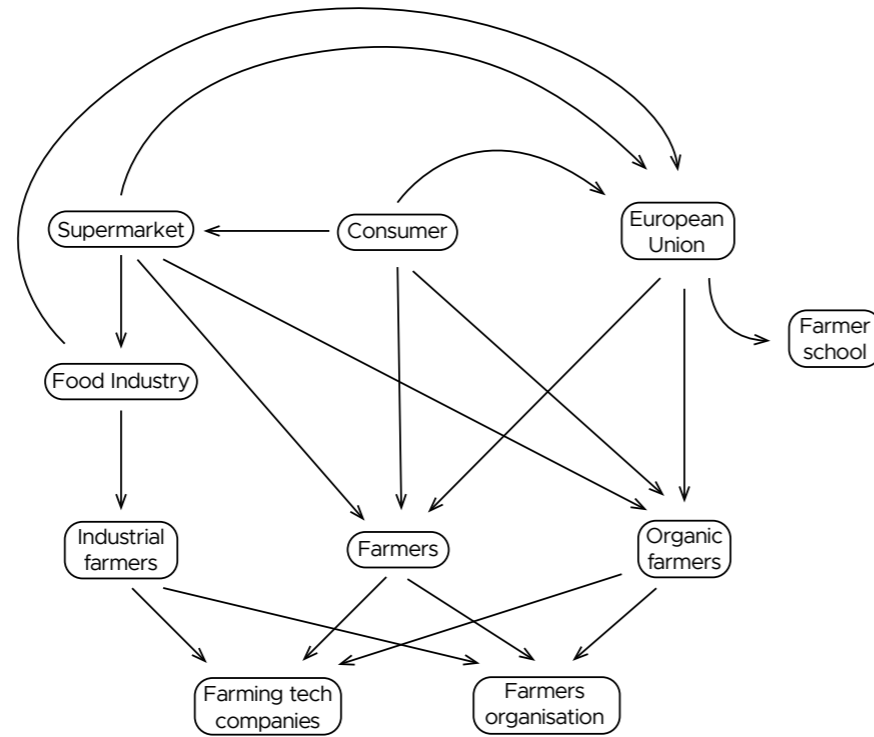 Supermarket
Consumer
European
Union
Farmer
school
Food Industry
Industrial
farmers
Farmers
Organic
farmers
Farming tech
companies
Farmers
organisation